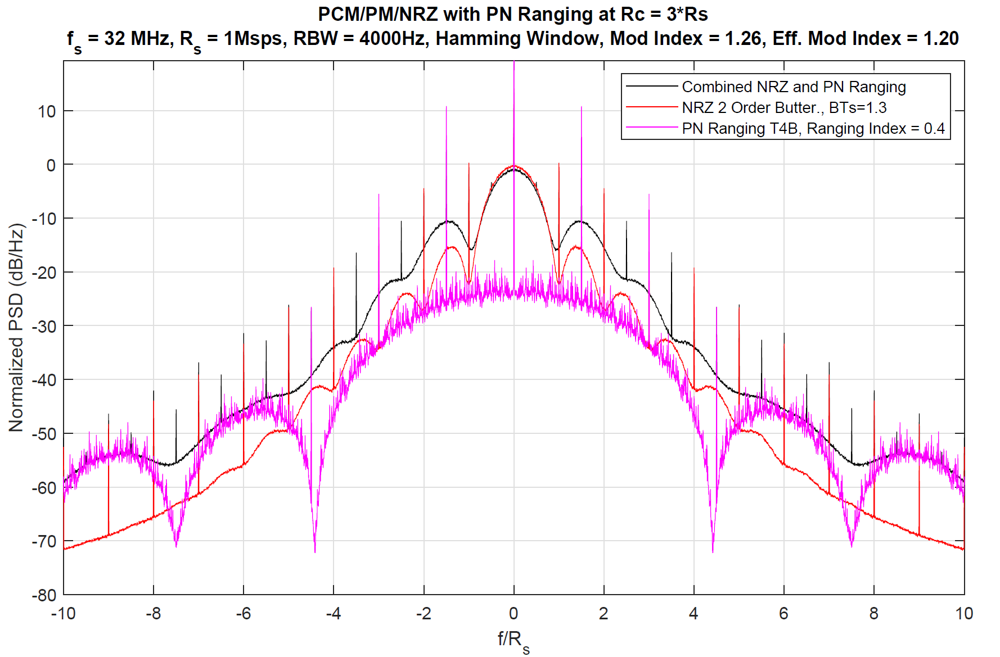 PCM/PM/NRZ with PN Ranging at Rc = 3*Rs
fs = 32 MHz, Rs = 1Msps, RBW = 4000Hz, Hamming Window, Mod Index = 1.26, Eff. Mod Index = 1.20
Combined NRZ and PN Ranging
NRZ 2 Order Butter., BTs=1.3
PN Ranging T4B, Ranging Index = 0.4
Normalized PSD (dB/Hz)
10
0
-10
-20
-30
-40
-50
-60
-70
-80
-10 -8 -6 -4 -2 0 2 4 6 8 10
f/Rs